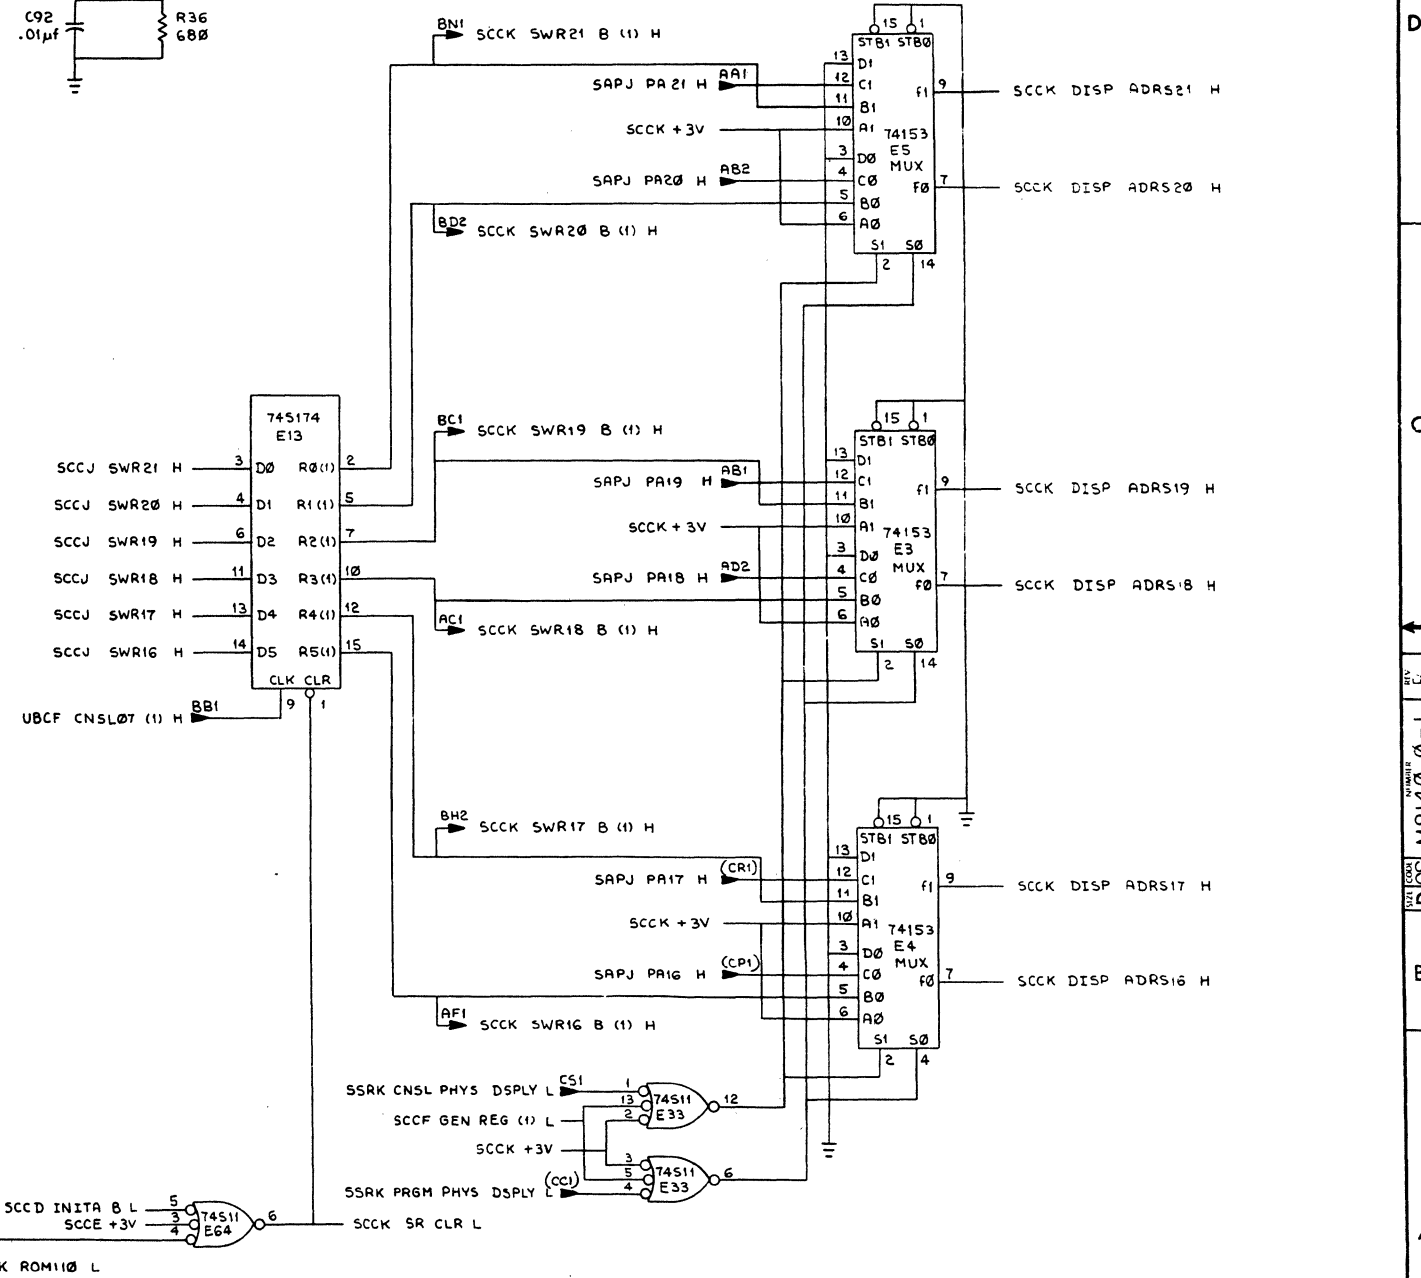 C92
.01µf
R36
68Ø
BN1
SCCK SWR21 B (1) H
SAPJ PA21 H AA1
SCCK +3V
SAPJ PA2Ø H AB2
BD2
SCCK SWR2Ø B (1) H
15 1
STB1 STBØ
13 D1
12 C1
11 B1
10 A1
3 DØ
4 CØ
5 BØ
6 AØ
74153
E5
MUX
f1 9
fØ 7
S1 SØ
2 14
SCCK DISP ADRS21 H
SCCK DISP ADRS20 H
D
74S174
E13
SCCJ SWR21 H 3 DØ RØ(1) 2
SCCJ SWR2Ø H 4 D1 R1(1) 5
SCCJ SWR19 H 6 D2 R2(1) 7
SCCJ SWR18 H 11 D3 R3(1) 10
SCCJ SWR17 H 13 D4 R4(1) 12
SCCJ SWR16 H 14 D5 R5(1) 15
CLK CLR
9 1
UBCF CNSLØ7 (1) H BB1
BC1
SCCK SWR19 B (1) H
SAPJ PA19 H AB1
SCCK +3V
SAPJ PA18 H AD2
AC1
SCCK SWR18 B (1) H
15 1
STB1 STBØ
13 D1
12 C1
11 B1
10 A1
3 DØ
4 CØ
5 BØ
6 AØ
74153
E3
MUX
f1 9
fØ 7
S1 SØ
2 14
SCCK DISP ADRS19 H
SCCK DISP ADRS18 H
BH2
SCCK SWR17 B (1) H
SAPJ PA17 H (CR1)
SCCK +3V
SAPJ PA16 H (CP1)
AF1
SCCK SWR16 B (1) H
15 1
STB1 STBØ
13 D1
12 C1
11 B1
10 A1
3 DØ
4 CØ
5 BØ
6 AØ
74153
E4
MUX
f1 9
fØ 7
S1 SØ
2 4
SCCK DISP ADRS17 H
SCCK DISP ADRS16 H
REV
NUMBER
CODE
SIZE
SSRK CNSL PHYS DSPLY L CS1
SCCF GEN REG (1) L
SCCK +3V
SSRK PRGM PHYS DSPLY L (CC1)
1
13
2
74S11
E33
12
3
5
4
74S11
E33
6
SCCD INITA B L 5
SCCE +3V 3
4
74S11
E64
6
SCCK SR CLR L
K ROM11Ø L